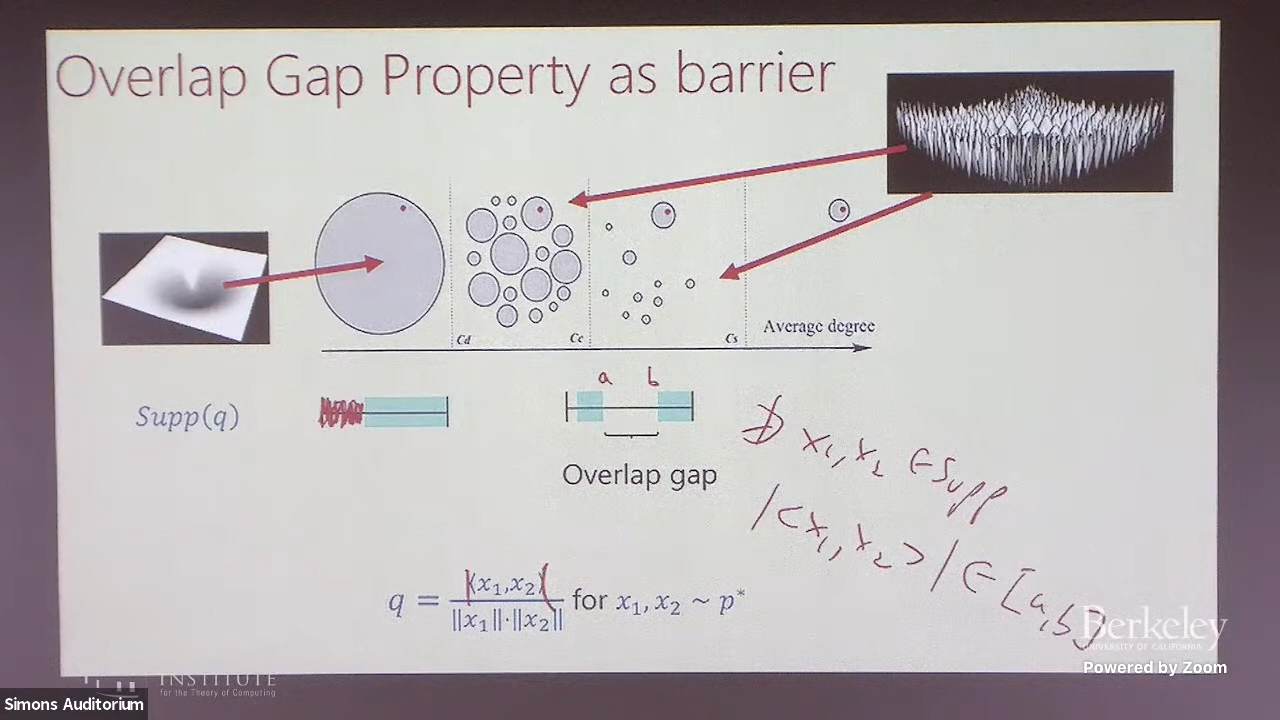 Overlap Gap Property as barrier
Cd
Cc
Cs
Average degree
a b
Supp(q)
Overlap gap
∄ x₁, x₂ ∈ Supp
|<x₁, x₂>| ∈ [a,b]
q = |⟨x₁,x₂⟩| / ‖x₁‖·‖x₂‖ for x₁, x₂ ~ p*
Berkeley
UNIVERSITY OF CALIFORNIA
Powered by Zoom
INSTITUTE
for the Theory of Computing
Simons Auditorium